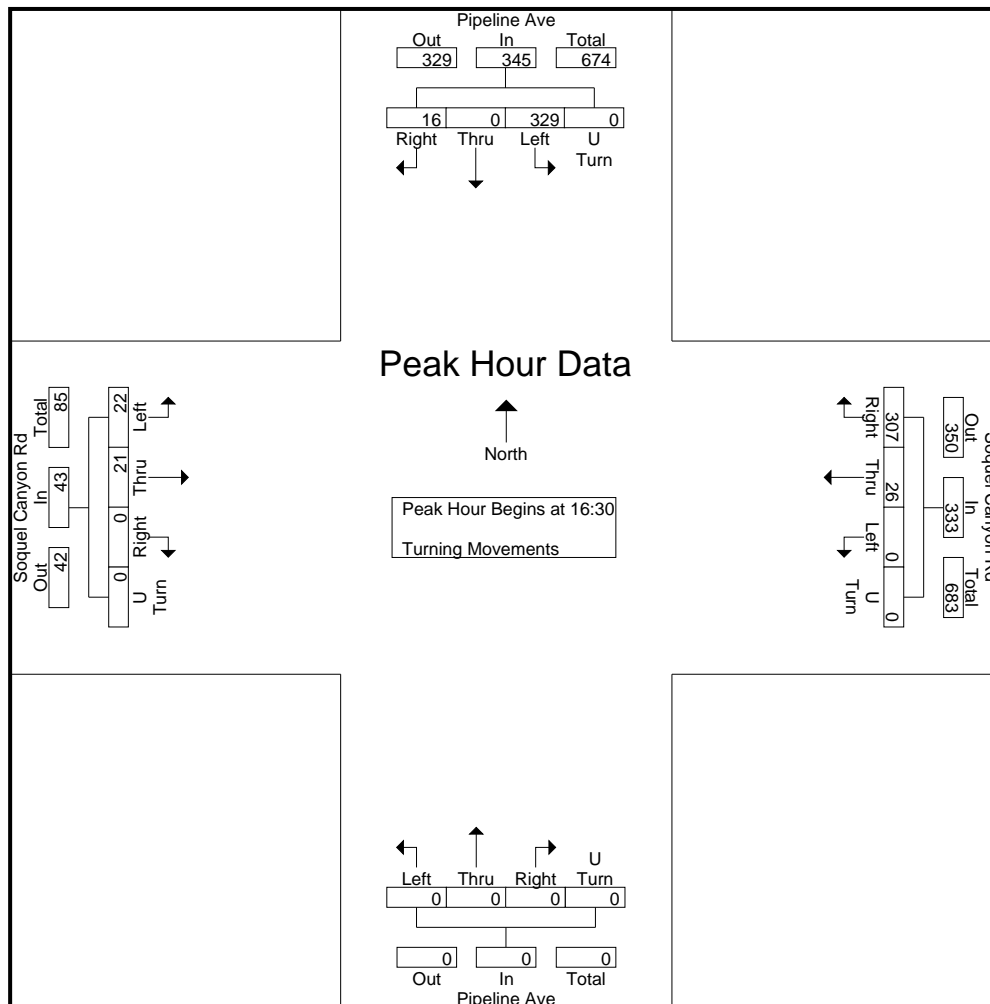 Pipeline Ave
Out In Total
329 345 674
16 0 329 0
Right Thru Left U Turn
Peak Hour Data
North
Peak Hour Begins at 16:30
Turning Movements
Soquel Canyon Rd
Total In Out
85 43 42
22 21 0 0
Left Thru Right U Turn
Right Thru Left U Turn
307 26 0 0
Out In Total
350 333 683
Soquel Canyon Rd
Left Thru Right U Turn
0 0 0 0
0 0 0
Out In Total
Pipeline Ave